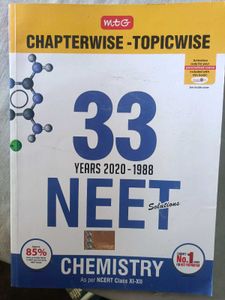 mtG
CHAPTERWISE -TOPICWISE
33
YEARS 2020-1988
NEET
Solutions
85%
No.1
CHEMISTRY
As per NCERT Class XI-XII